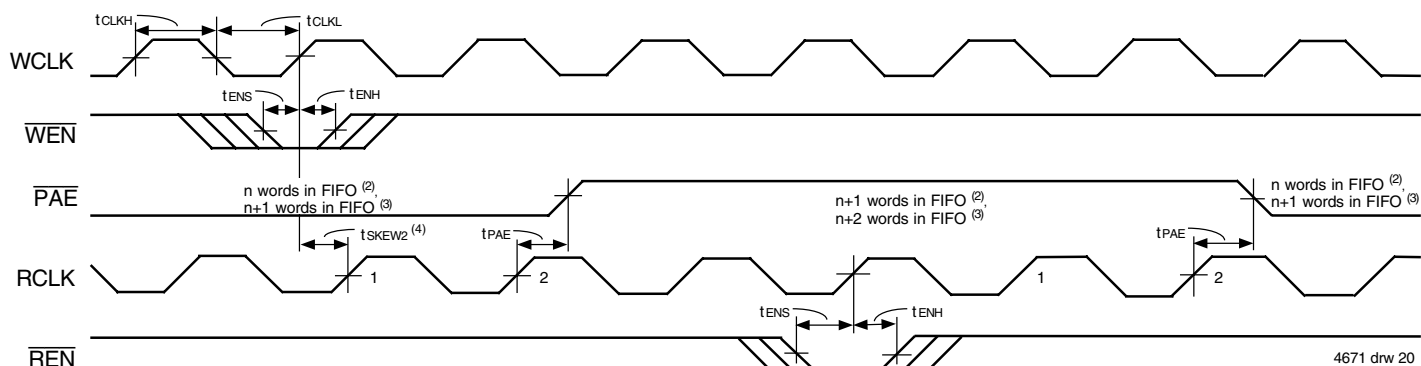 tCLKH
tCLKL
WCLK
tENS
tENH
WEN
PAE
n words in FIFO (2),
n+1 words in FIFO (3)
n+1 words in FIFO (2),
n+2 words in FIFO (3)
n words in FIFO (2),
n+1 words in FIFO (3)
tSKEW2 (4)
tPAE
tPAE
RCLK
1
2
1
2
tENS
tENH
REN
4671 drw 20